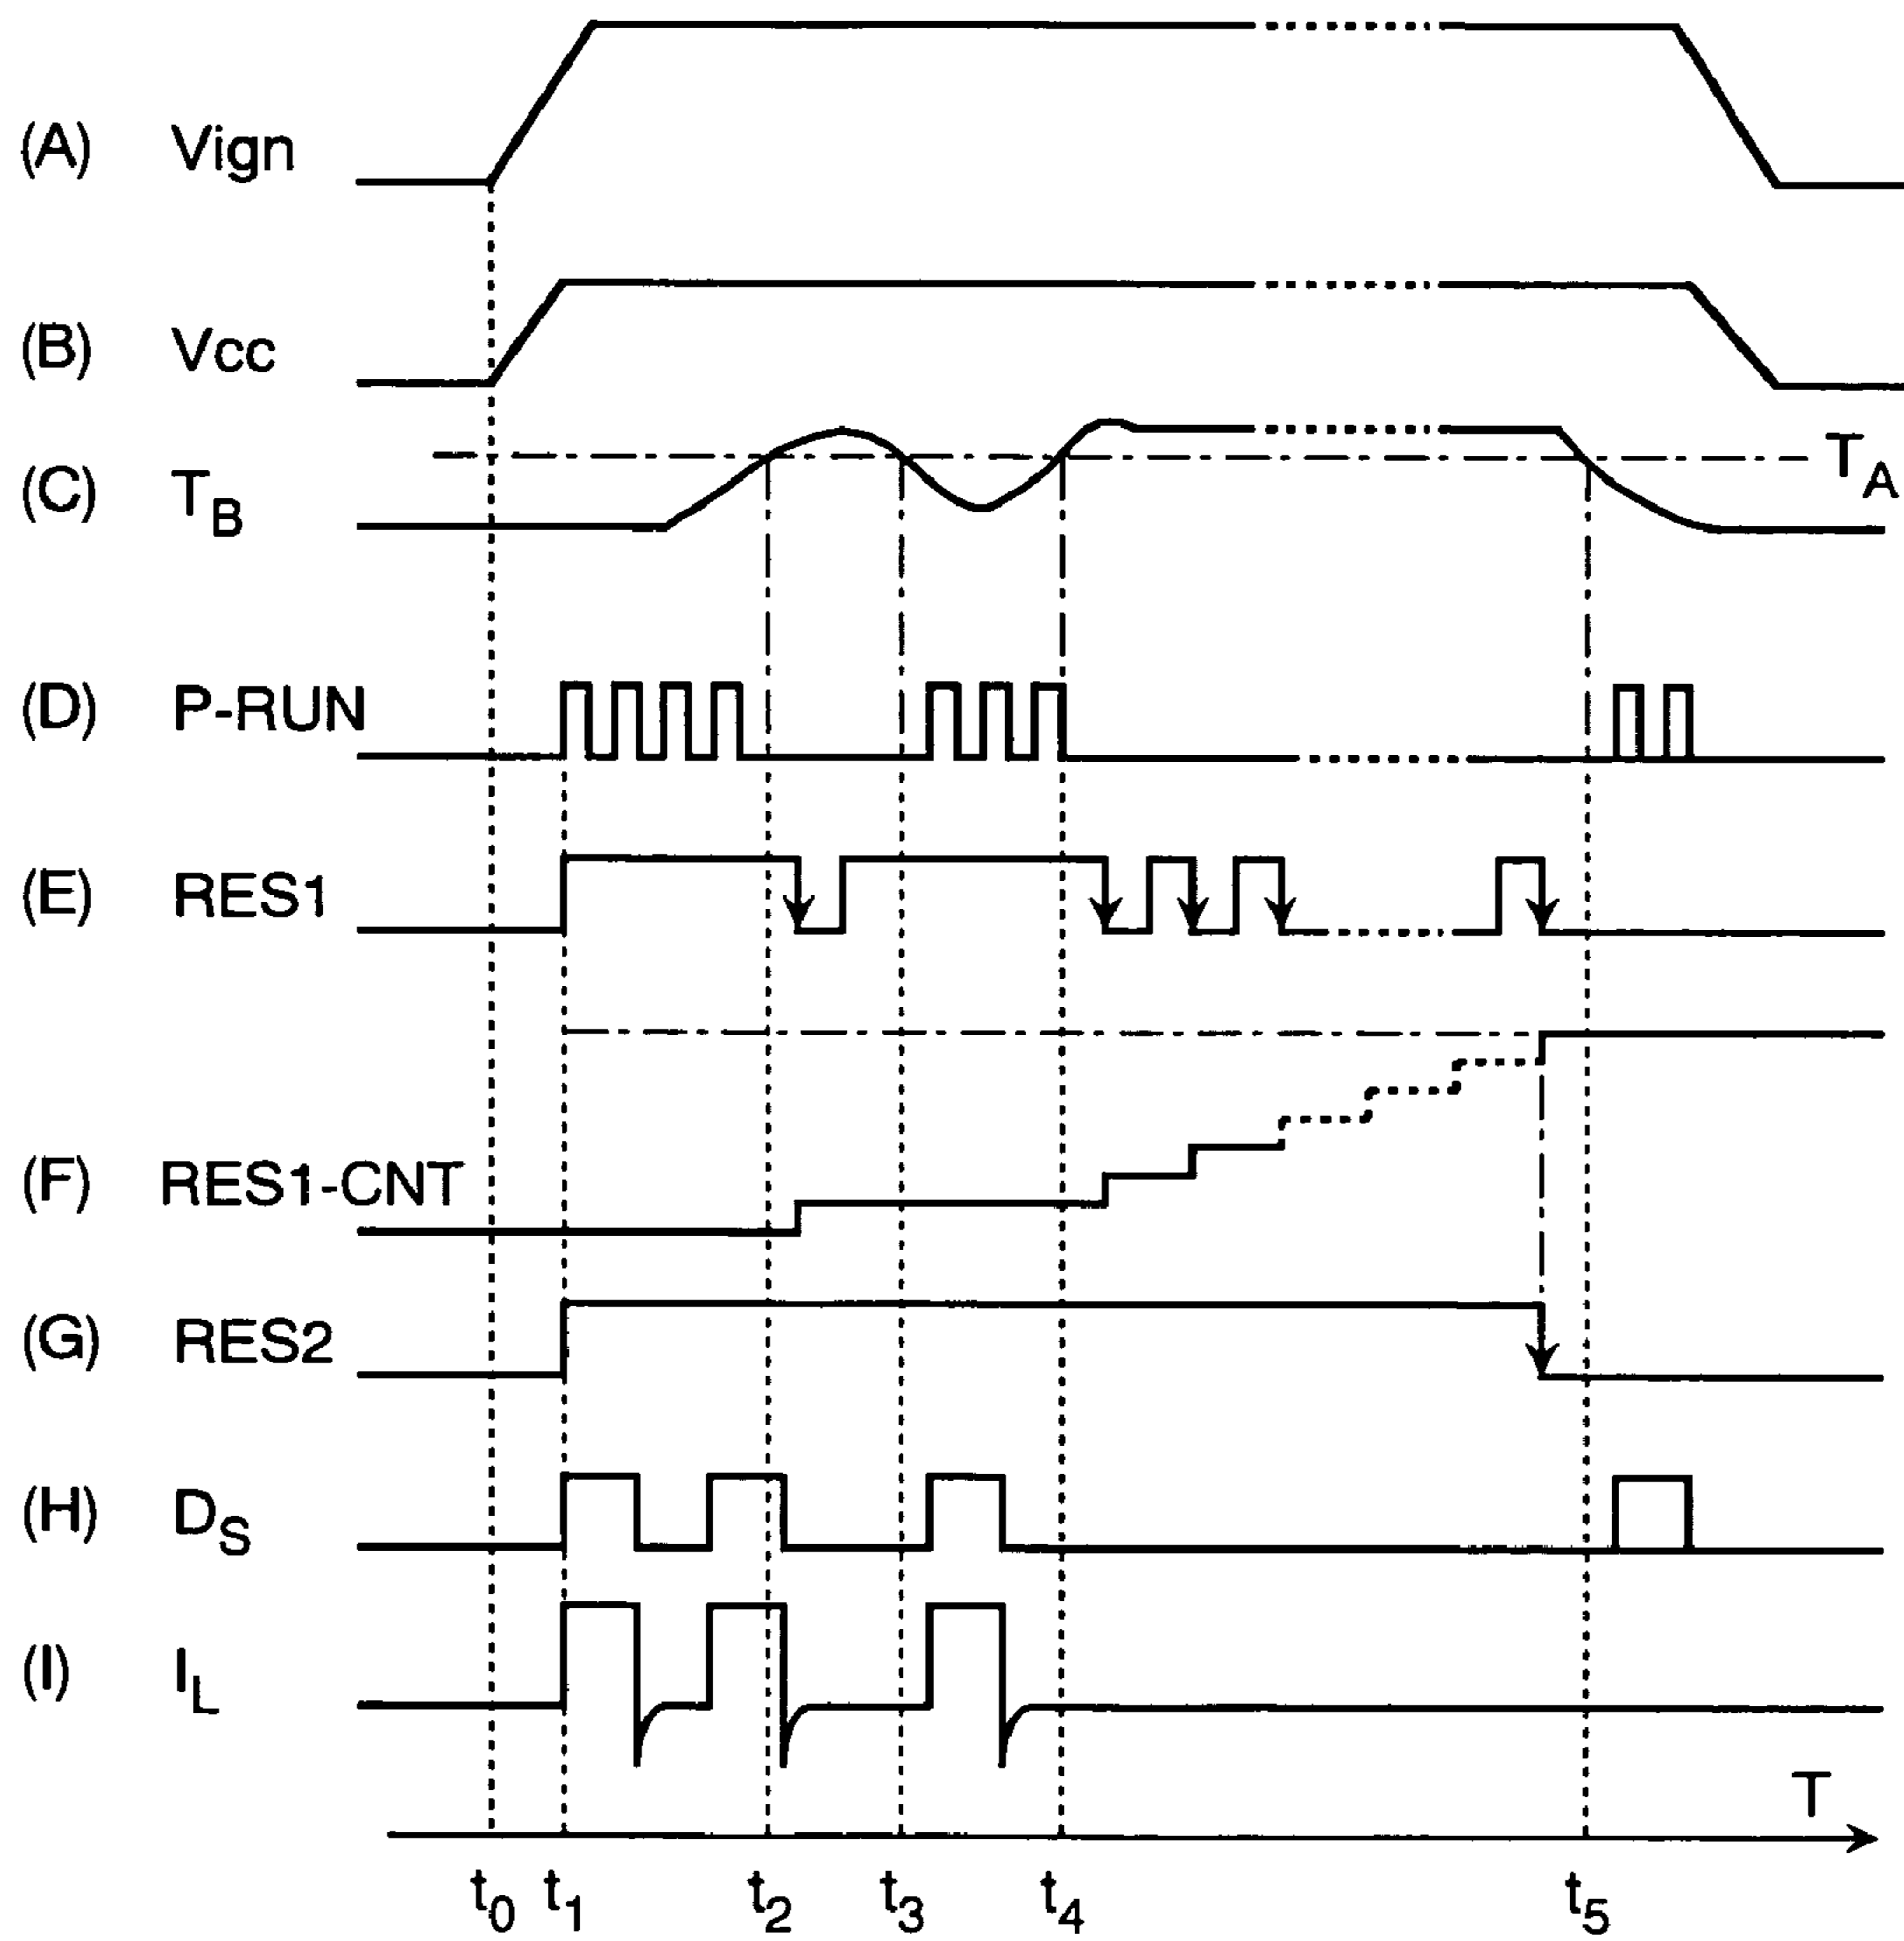 (A) Vign
(B) Vcc
(C) TB
TA
(D) P-RUN
(E) RES1
(F) RES1-CNT
(G) RES2
(H) DS
(I) IL
T
t0 t1 t2 t3 t4 t5